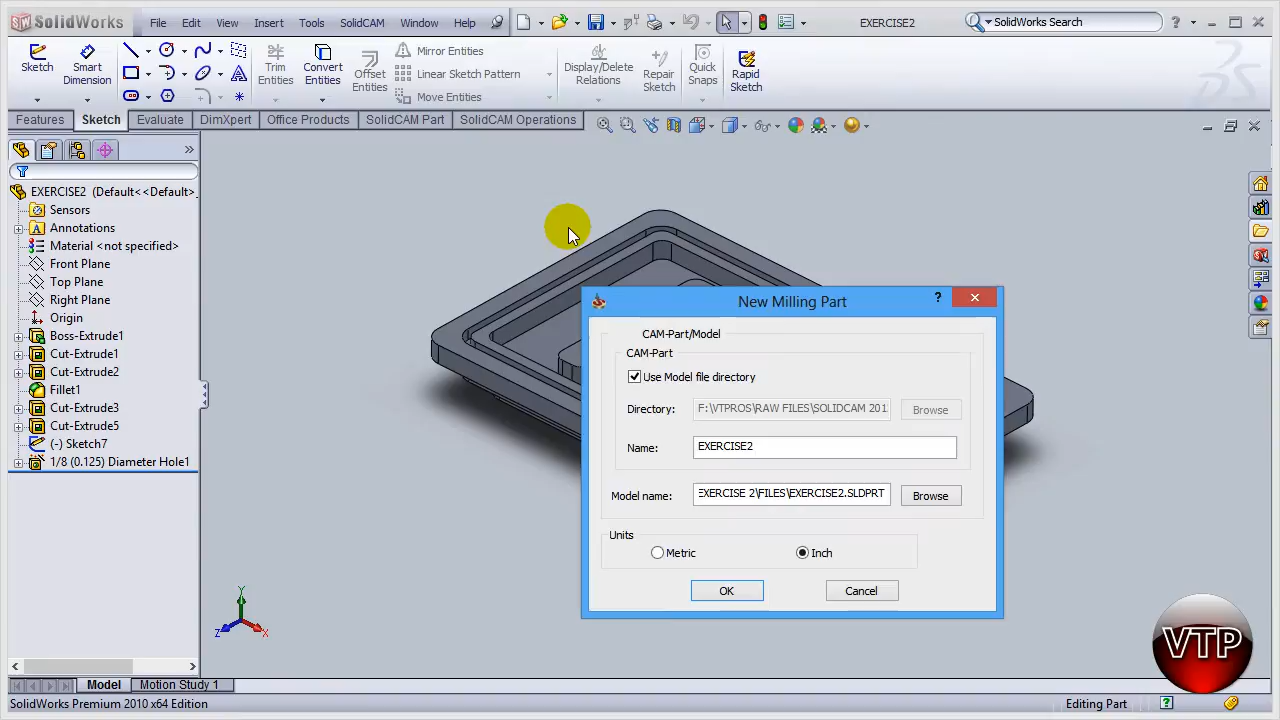 SolidWorks File Edit View Insert Tools SolidCAM Window Help EXERCISE2 SolidWorks Search ?
Sketch Smart Dimension Trim Entities Convert Entities Offset Entities Mirror Entities Linear Sketch Pattern Move Entities Display/Delete Relations Repair Sketch Quick Snaps Rapid Sketch
Features Sketch Evaluate DimXpert Office Products SolidCAM Part SolidCAM Operations
EXERCISE2 (Default<<Default>.
Sensors
Annotations
Material <not specified>
Front Plane
Top Plane
Right Plane
Origin
Boss-Extrude1
Cut-Extrude1
Cut-Extrude2
Fillet1
Cut-Extrude3
Cut-Extrude5
(-) Sketch7
1/8 (0.125) Diameter Hole1
New Milling Part ?
CAM-Part/Model
CAM-Part
Use Model file directory
Directory: F:\VTPROS\RAW FILES\SOLIDCAM 201 Browse
Name: EXERCISE2
Model name: EXERCISE 2\FILES\EXERCISE2.SLDPRT Browse
Units
Metric Inch
OK Cancel
Y
Z X
VTP
Model Motion Study 1
SolidWorks Premium 2010 x64 Edition Editing Part ?